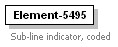 Element-5495
Sub-line indicator, coded